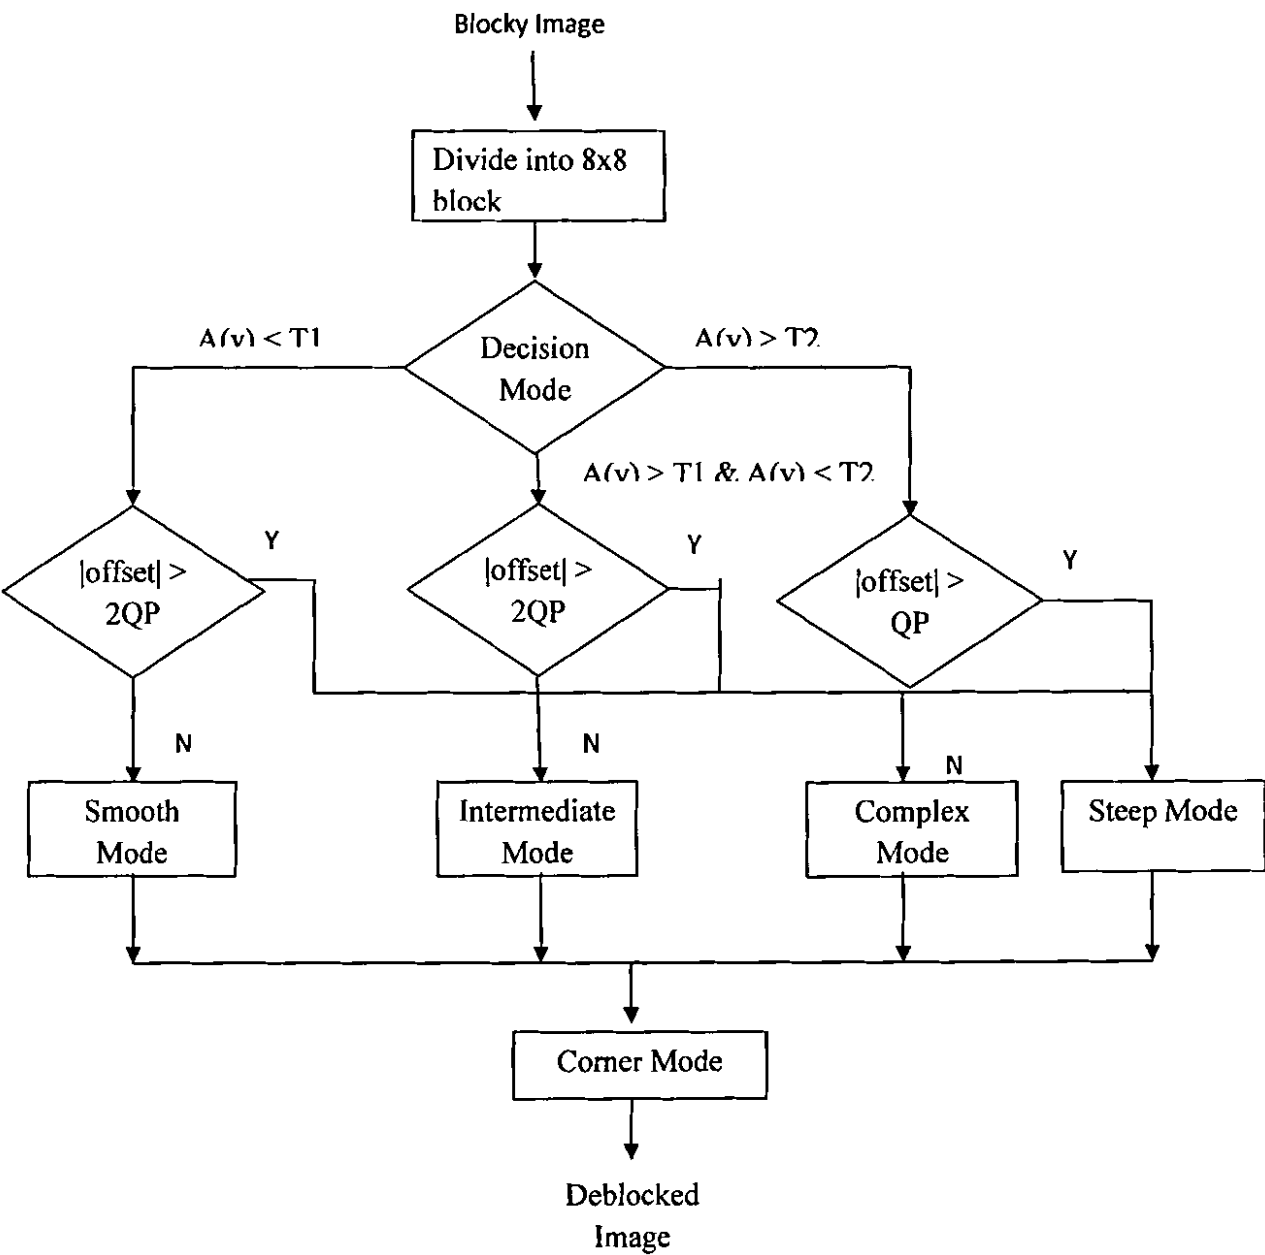 Blocky Image
Divide into 8x8
block
A(v) < T1
Decision
Mode
A(v) > T2
A(v) > T1 & A(v) < T2
|offset| >
2QP
Y
|offset| >
2QP
Y
|offset| >
QP
Y
N
N
N
Smooth
Mode
Intermediate
Mode
Complex
Mode
Steep Mode
Corner Mode
Deblocked
Image